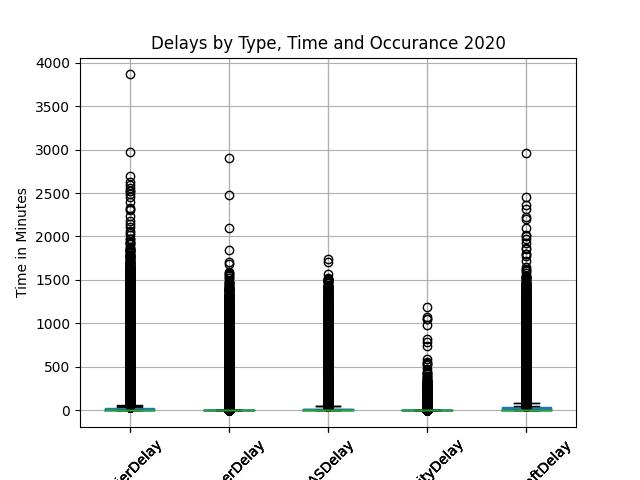 Delays by Type, Time and Occurance 2020
Time in Minutes
4000
3500
3000
2500
2000
1500
1000
500
0
ierDelay
erDelay
ASDelay
ityDelay
ftDelay